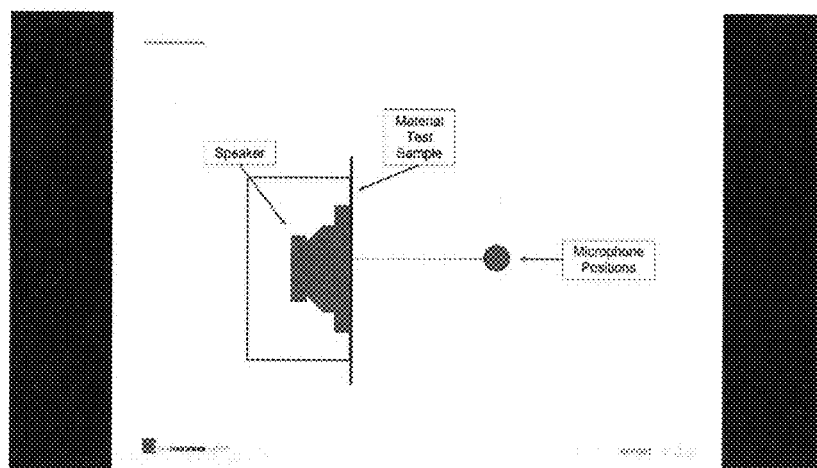 Material
Test
Sample
Speaker
Microphone
Positions